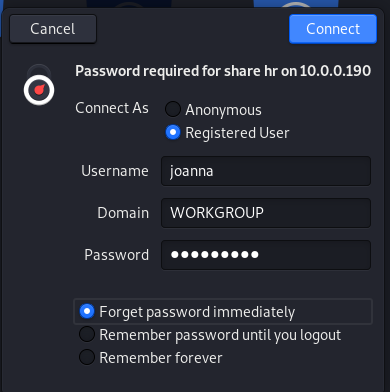 Cancel Connect
Password required for share hr on 10.0.0.190
Connect As Anonymous
Registered User
Username joanna
Domain WORKGROUP
Password ●●●●●●●●●
Forget password immediately
Remember password until you logout
Remember forever